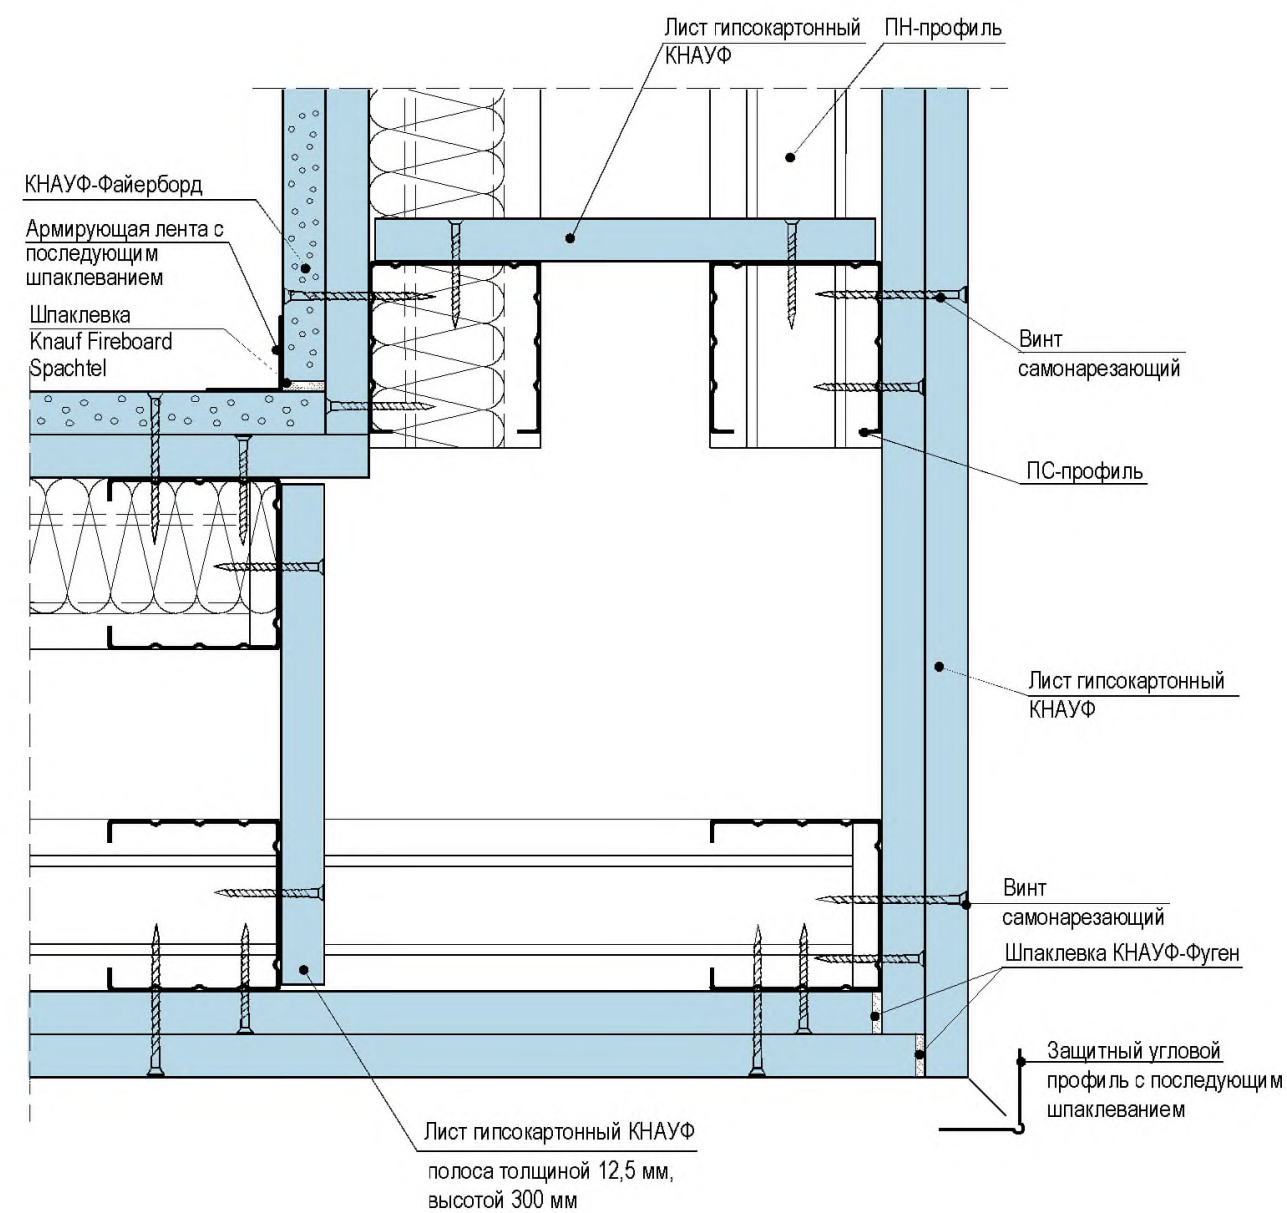 Лист гипсокартонный
КНАУФ
ПН-профиль
КНАУФ-Файерборд
Армирующая лента с
последующим
шпаклеванием
Шпаклевка
Knauf Fireboard
Spachtel
Винт
самонарезающий
ПС-профиль
Лист гипсокартонный
КНАУФ
Винт
самонарезающий
Шпаклевка КНАУФ-Фуген
Защитный угловой
профиль с последующим
шпаклеванием
Лист гипсокартонный КНАУФ
полоса толщиной 12,5 мм,
высотой 300 мм